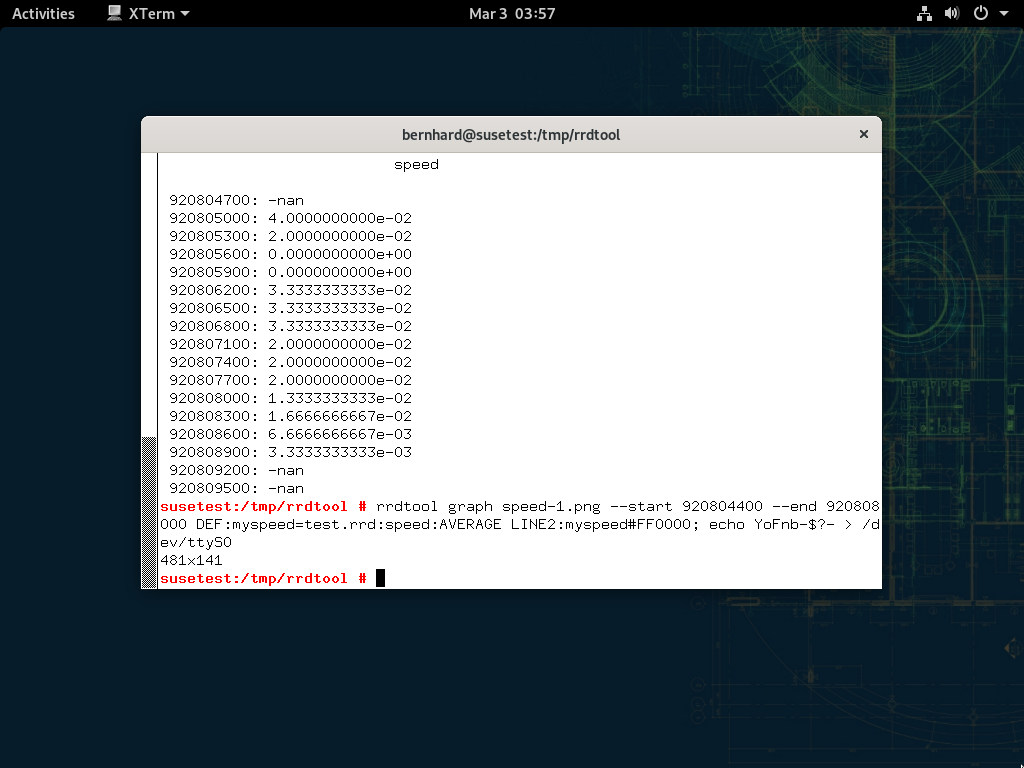 Activities XTerm Mar 3 03:57
bernhard@susetest:/tmp/rrdtool
speed
920804700: -nan
920805000: 4.0000000000e-02
920805300: 2.0000000000e-02
920805600: 0.0000000000e+00
920805900: 0.0000000000e+00
920806200: 3.3333333333e-02
920806500: 3.3333333333e-02
920806800: 3.3333333333e-02
920807100: 2.0000000000e-02
920807400: 2.0000000000e-02
920807700: 2.0000000000e-02
920808000: 1.3333333333e-02
920808300: 1.6666666667e-02
920808600: 6.6666666667e-03
920808900: 3.3333333333e-03
920809200: -nan
920809500: -nan
susetest:/tmp/rrdtool # rrdtool graph speed-1.png --start 920804400 --end 920808
000 DEF:myspeed=test.rrd:speed:AVERAGE LINE2:myspeed#FF0000; echo YoFnb-$?- > /d
ev/ttyS0
481x141
susetest:/tmp/rrdtool #